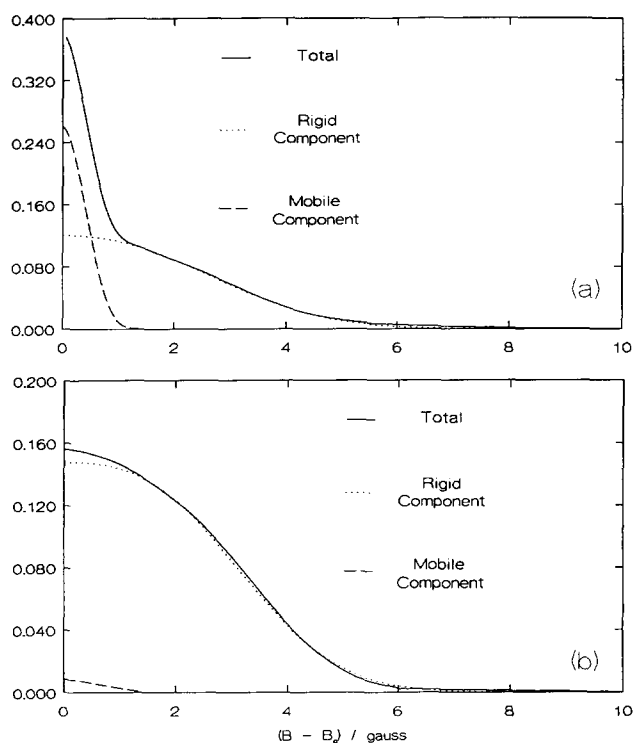 0.400
Total
0.320
Rigid
Component
0.240
Mobile
Component
0.160
0.080
(a)
0.000
0 2 4 6 8 10
0.200
Total
0.160
Rigid
Component
0.120
Mobile
Component
0.080
0.040
(b)
0.000
0 2 4 6 8 10
(B - B₀) / gauss